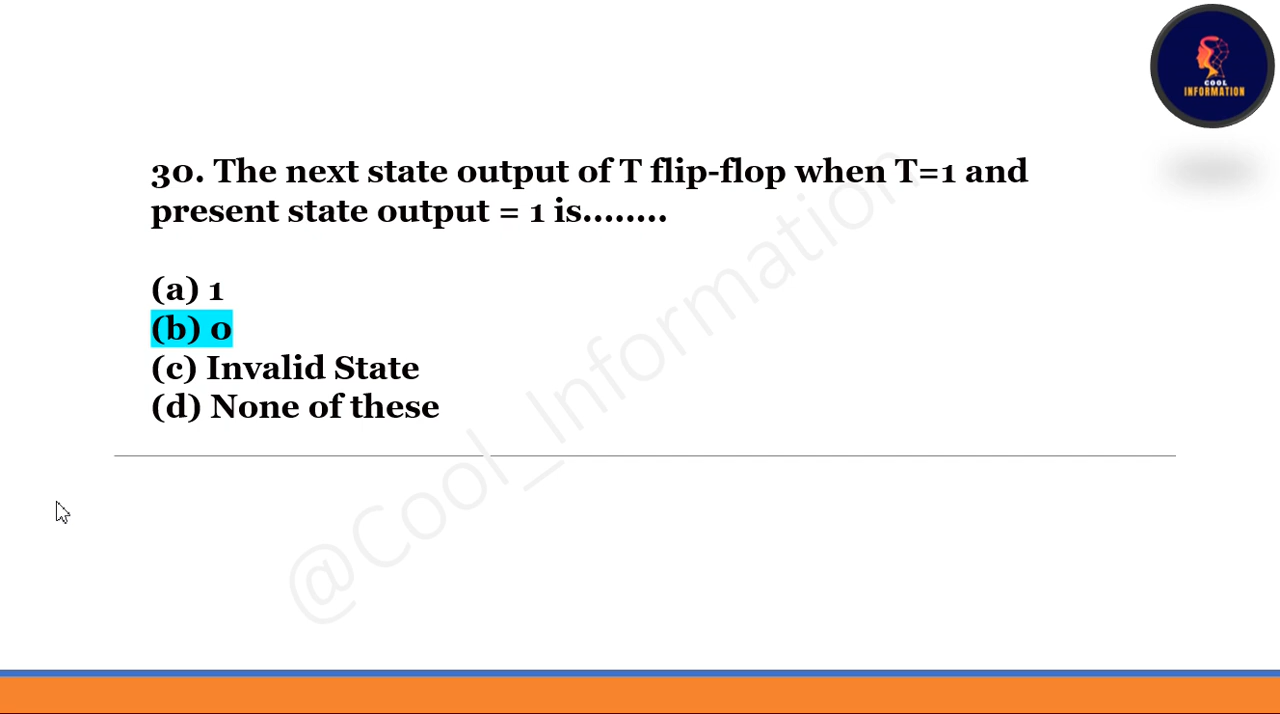 COOL
INFORMATION
30. The next state output of T flip-flop when T=1 and
present state output = 1 is........
(a) 1
(b) 0
(c) Invalid State
(d) None of these
@Cool_Information